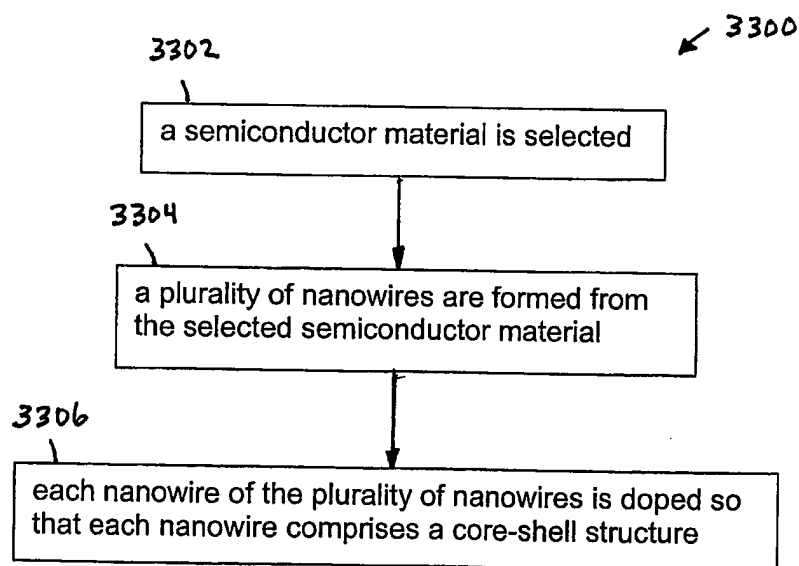 3300
3302
a semiconductor material is selected
3304
a plurality of nanowires are formed from
the selected semiconductor material
3306
each nanowire of the plurality of nanowires is doped so
that each nanowire comprises a core-shell structure